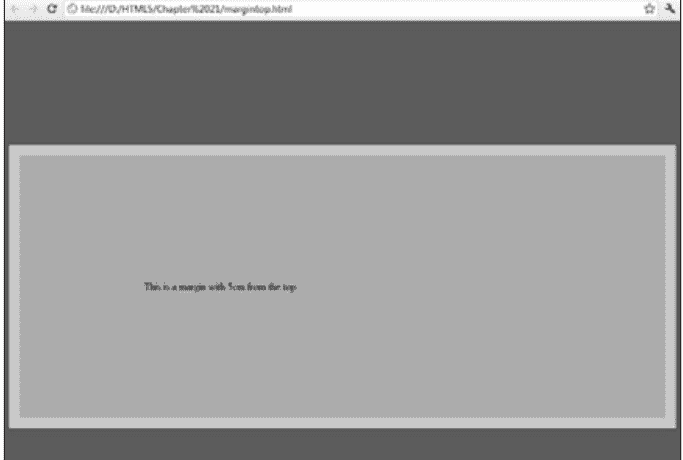 file:///D:/HTML5/Chapter%2021/margintop.html
This is a margin with 5cm from the top